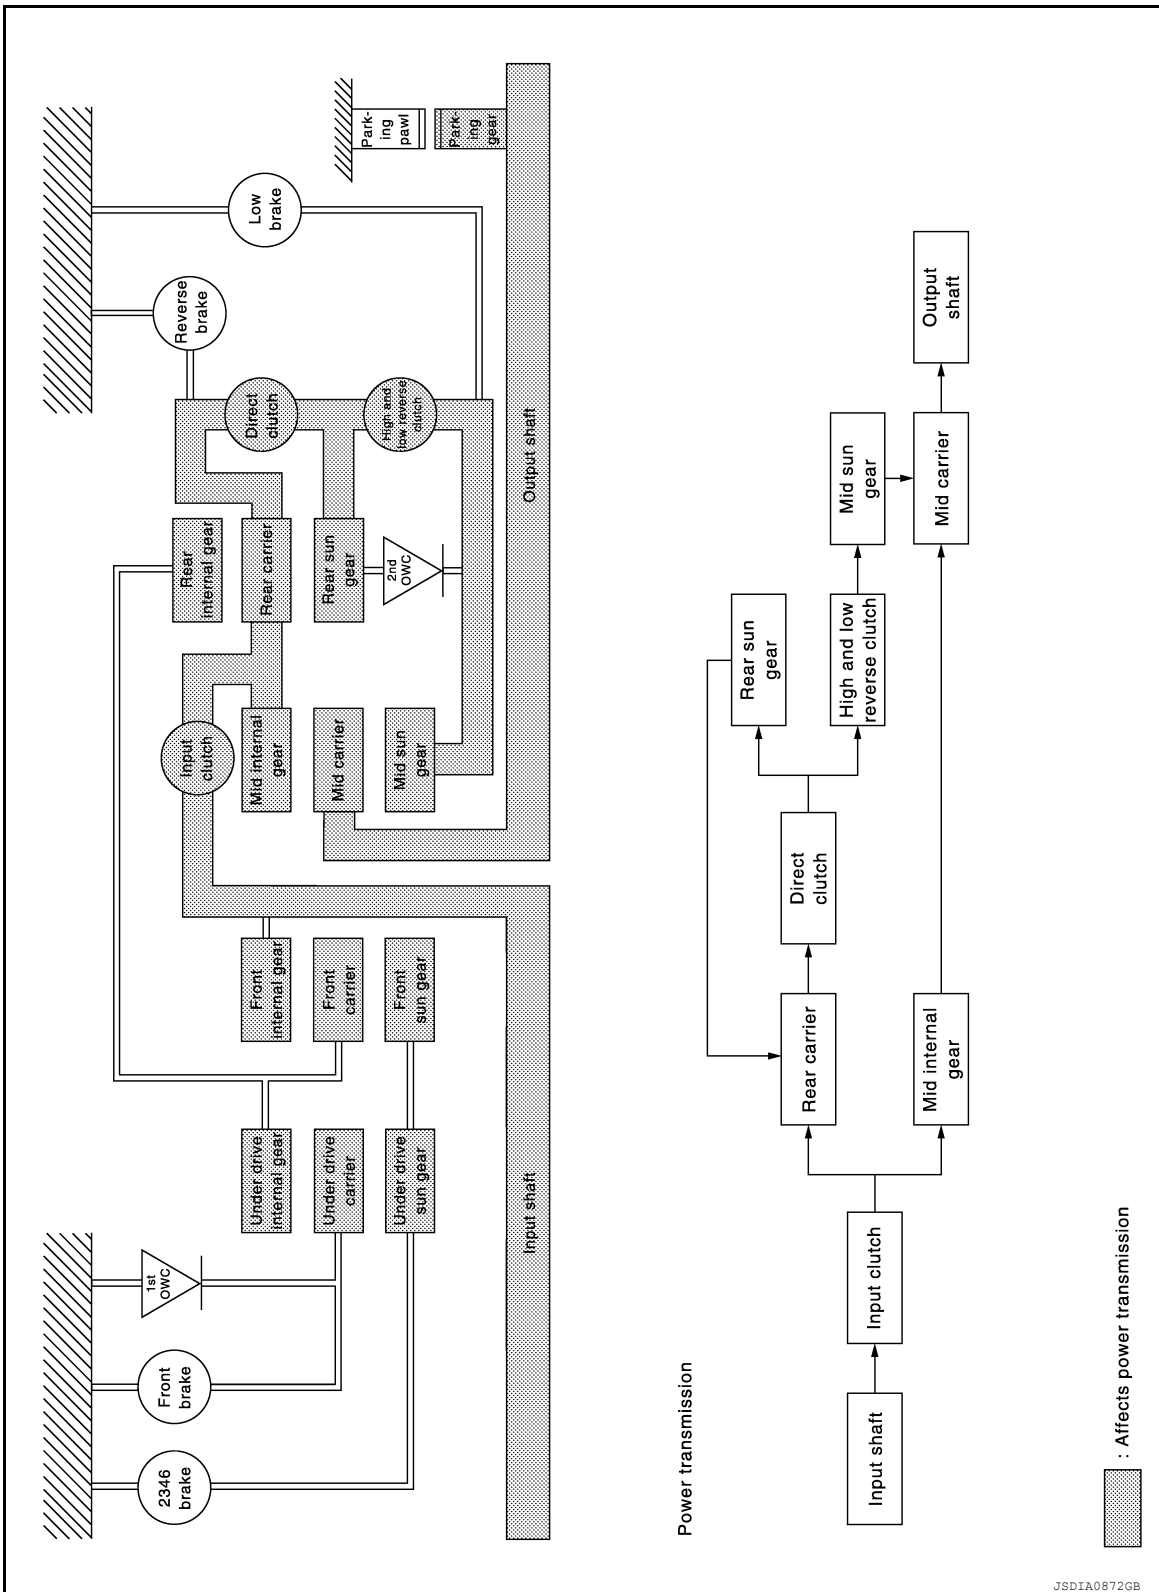 2346
brake
Front
brake
1st
OWC
Under drive
internal gear
Under drive
carrier
Under drive
sun gear
Front
internal gear
Front
carrier
Front
sun gear
Input shaft
Input
clutch
Mid internal
gear
Mid carrier
Mid sun
gear
Rear
internal gear
Rear carrier
Rear sun
gear
2nd
OWC
Direct
clutch
High and
low reverse
clutch
Reverse
brake
Low
brake
Park-
ing
pawl
Park-
ing
gear
Output shaft
Power transmission
Input shaft
Input clutch
Rear carrier
Mid internal
gear
Direct
clutch
Rear sun
gear
High and low
reverse clutch
Mid sun
gear
Mid carrier
Output
shaft
: Affects power transmission
JSDIA0872GB